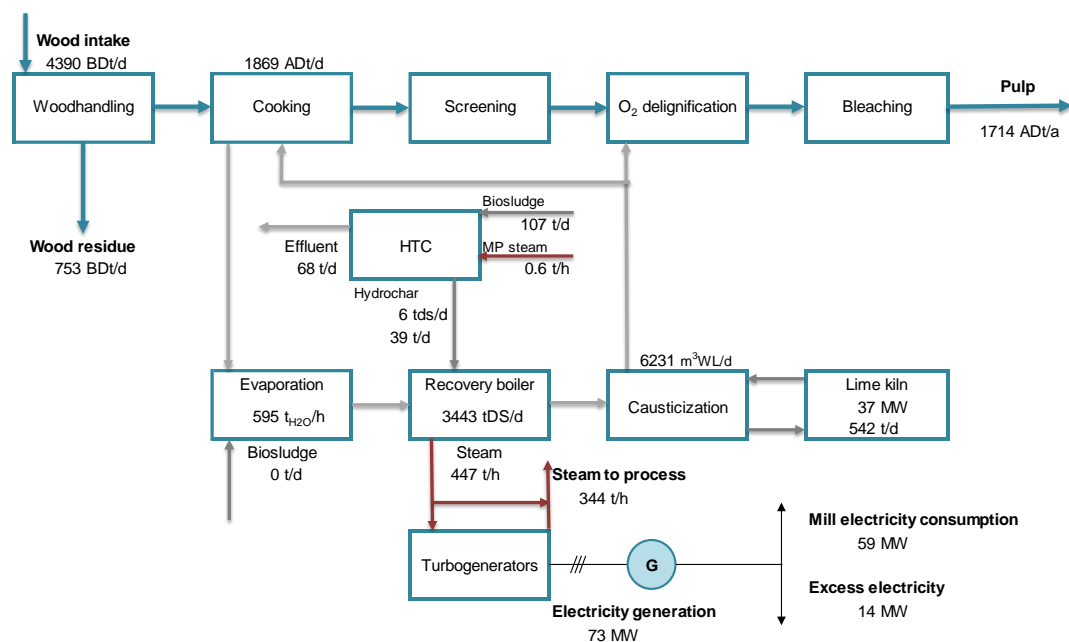 Wood intake
4390 BDt/d
Woodhandling
1869 ADt/d
Cooking
Screening
O₂ delignification
Bleaching
Pulp
1714 ADt/a
Wood residue
753 BDt/d
Biosludge
107 t/d
HTC
MP steam
0.6 t/h
Effluent
68 t/d
Hydrochar
6 tds/d
39 t/d
Evaporation
595 tH2O/h
Recovery boiler
3443 tDS/d
6231 m³WL/d
Causticization
Lime kiln
37 MW
542 t/d
Biosludge
0 t/d
Steam
447 t/h
Steam to process
344 t/h
Turbogenerators
G
Electricity generation
73 MW
Mill electricity consumption
59 MW
Excess electricity
14 MW